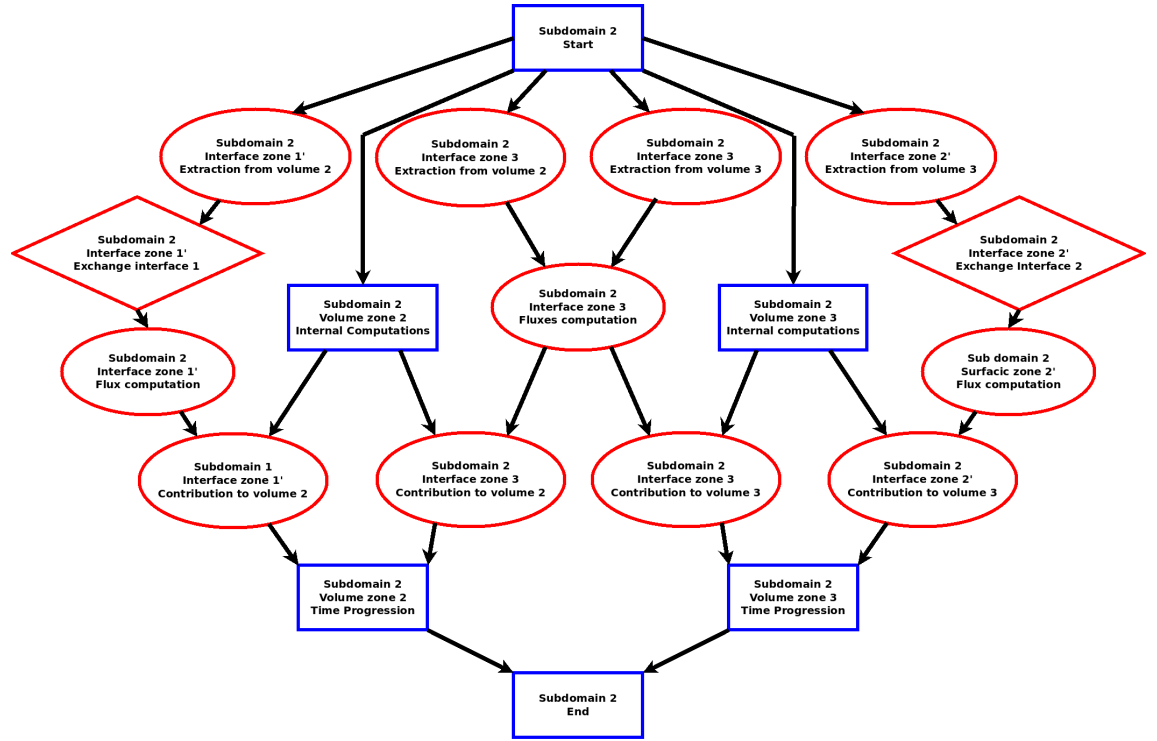 Subdomain 2
Start
Subdomain 2
Interface zone 1'
Extraction from volume 2
Subdomain 2
Interface zone 3
Extraction from volume 2
Subdomain 2
Interface zone 3
Extraction from volume 3
Subdomain 2
Interface zone 2'
Extraction from volume 3
Subdomain 2
Interface zone 1'
Exchange interface 1
Subdomain 2
Interface zone 2'
Exchange Interface 2
Subdomain 2
Volume zone 2
Internal Computations
Subdomain 2
Interface zone 3
Fluxes computation
Subdomain 2
Volume zone 3
Internal computations
Subdomain 2
Interface zone 1'
Flux computation
Sub domain 2
Surfacic zone 2'
Flux computation
Subdomain 1
Interface zone 1'
Contribution to volume 2
Subdomain 2
Interface zone 3
Contribution to volume 2
Subdomain 2
Interface zone 3
Contribution to volume 3
Subdomain 2
Interface zone 2'
Contribution to volume 3
Subdomain 2
Volume zone 2
Time Progression
Subdomain 2
Volume zone 3
Time Progression
Subdomain 2
End